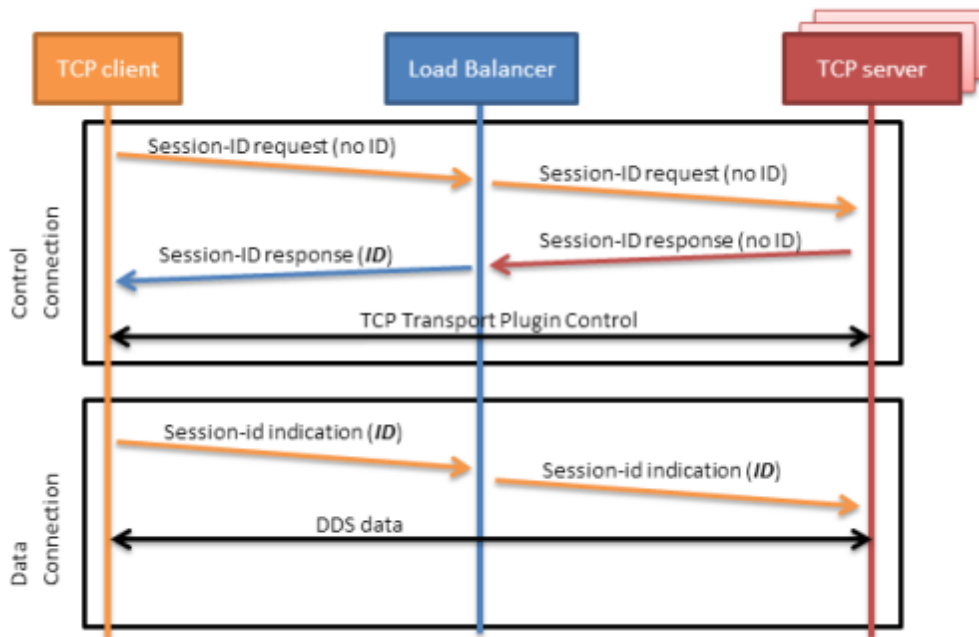 TCP client
Load Balancer
TCP server
Control
Connection
Session-ID request (no ID)
Session-ID request (no ID)
Session-ID response (no ID)
Session-ID response (ID)
TCP Transport Plugin Control
Data
Connection
Session-id indication (ID)
Session-id indication (ID)
DDS data